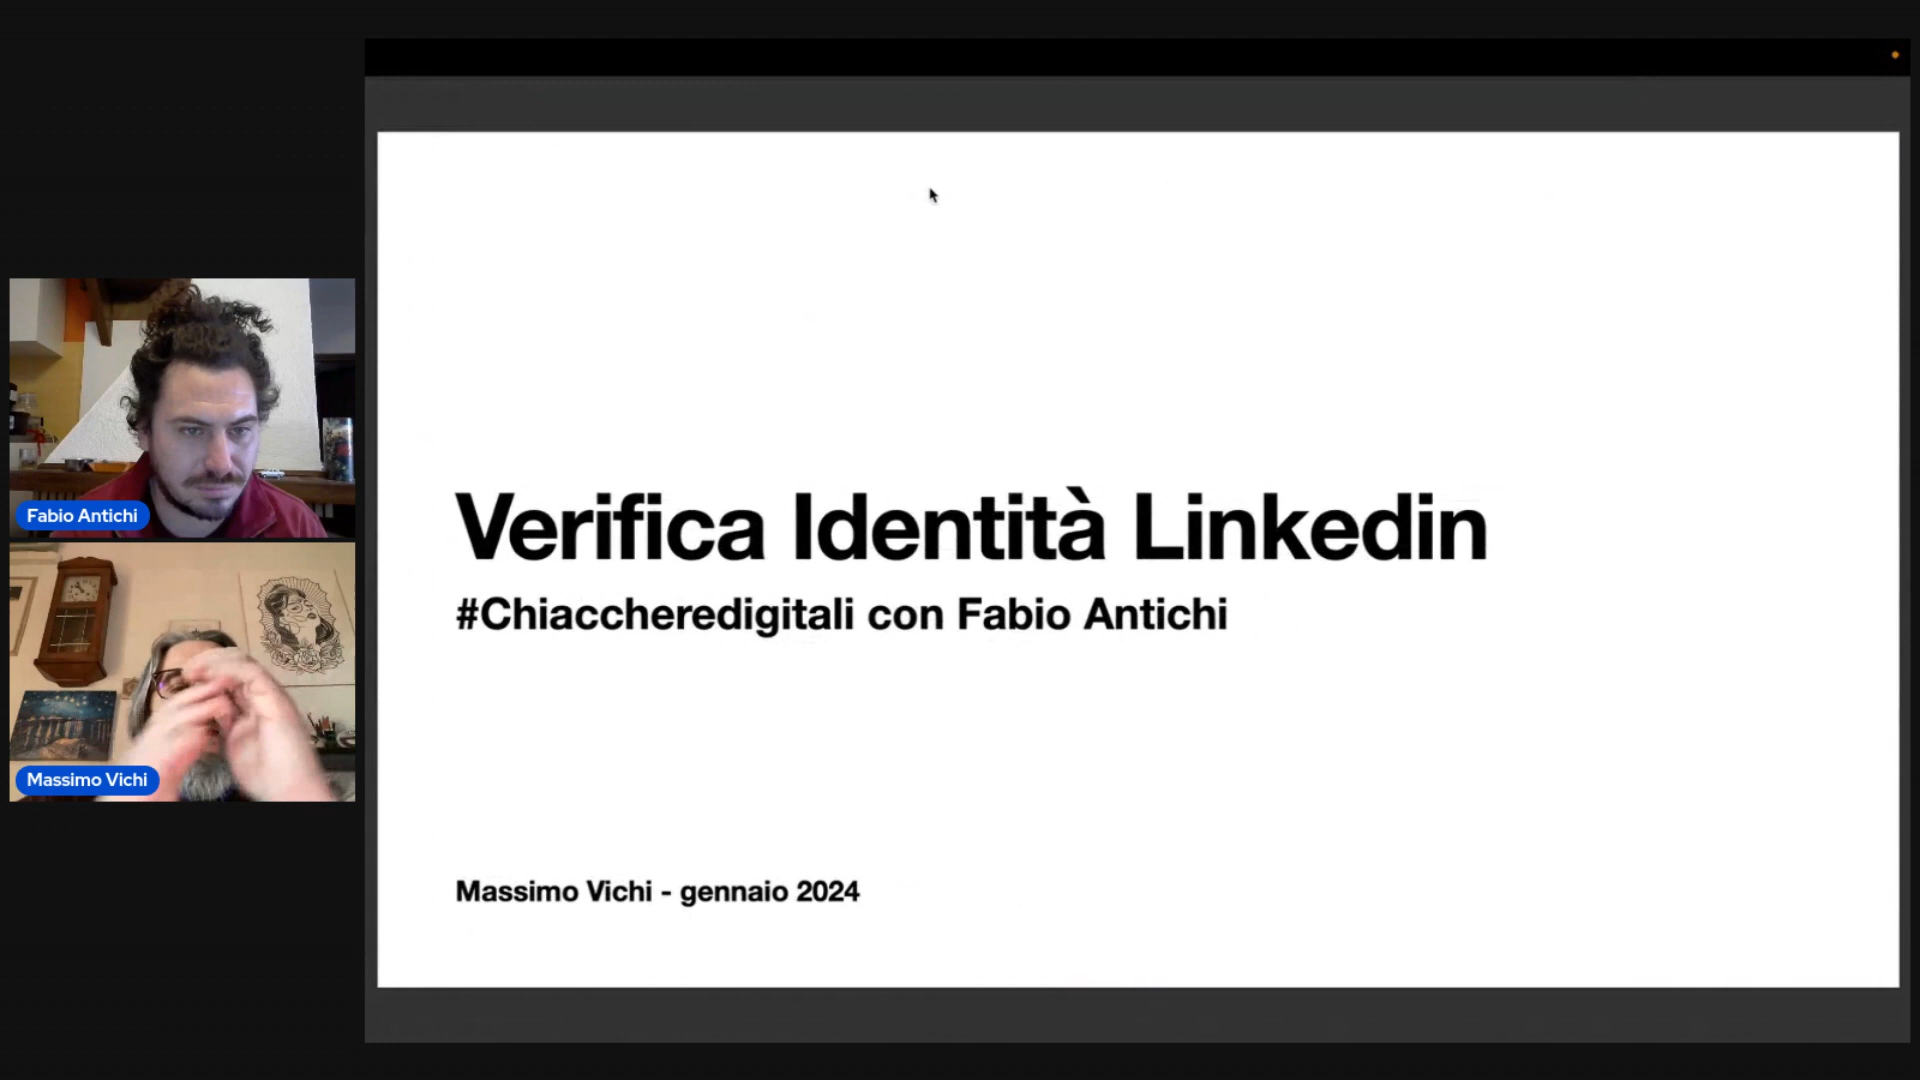 Fabio Antichi
Massimo Vichi
Verifica Identità Linkedin
#Chiaccheredigitali con Fabio Antichi
Massimo Vichi - gennaio 2024